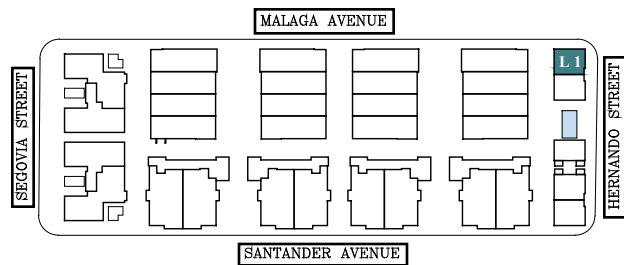 MALAGA AVENUE
SEGOVIA STREET
L 1
HERNANDO STREET
SANTANDER AVENUE